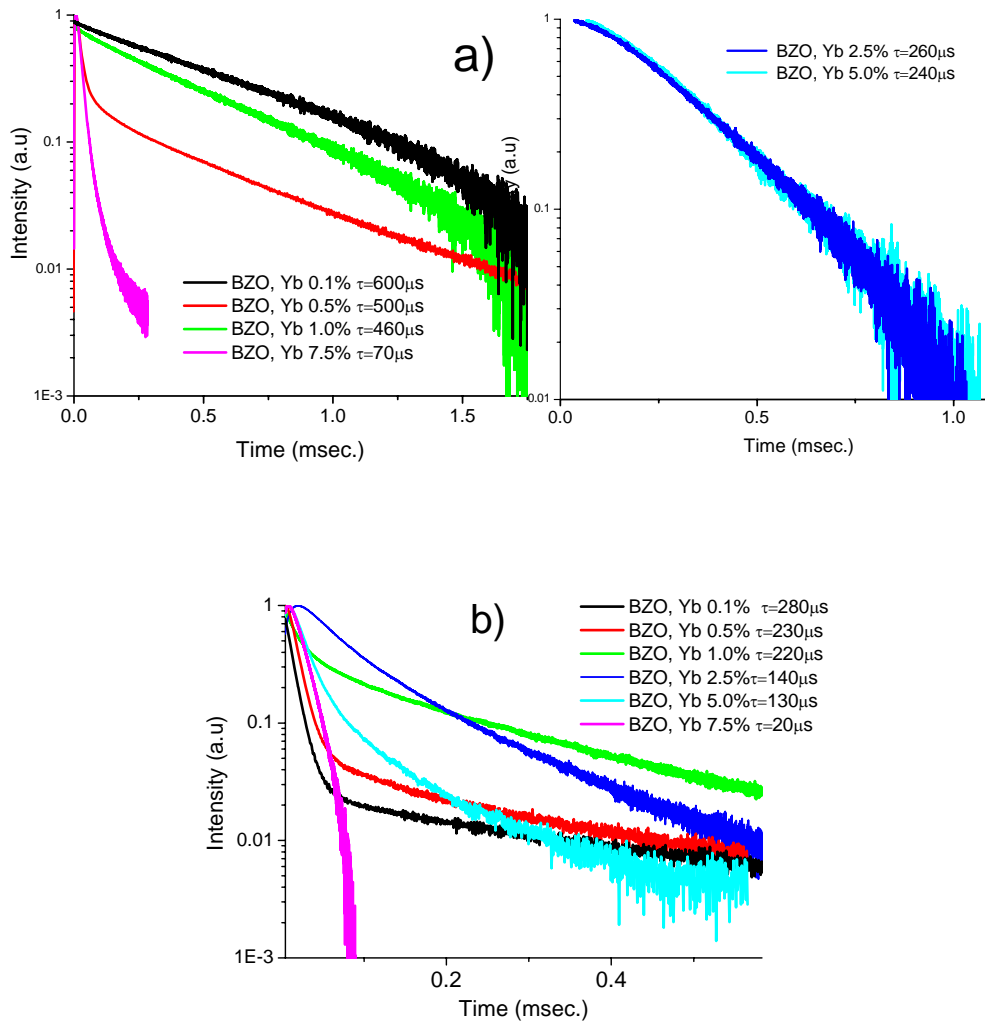 a)
Intensity (a.u)
1
0.1
0.01
1E-3
BZO, Yb 0.1% τ=600μs
BZO, Yb 0.5% τ=500μs
BZO, Yb 1.0% τ=460μs
BZO, Yb 7.5% τ=70μs
0.0 0.5 1.0 1.5
Time (msec.)
1
0.1
0.01
BZO, Yb 2.5% τ=260μs
BZO, Yb 5.0% τ=240μs
0.0 0.5 1.0
Time (msec.)
b)
Intensity (a.u)
1
0.1
0.01
1E-3
BZO, Yb 0.1% τ=280μs
BZO, Yb 0.5% τ=230μs
BZO, Yb 1.0% τ=220μs
BZO, Yb 2.5%τ=140μs
BZO, Yb 5.0%τ=130μs
BZO, Yb 7.5% τ=20μs
0.2 0.4
Time (msec.)